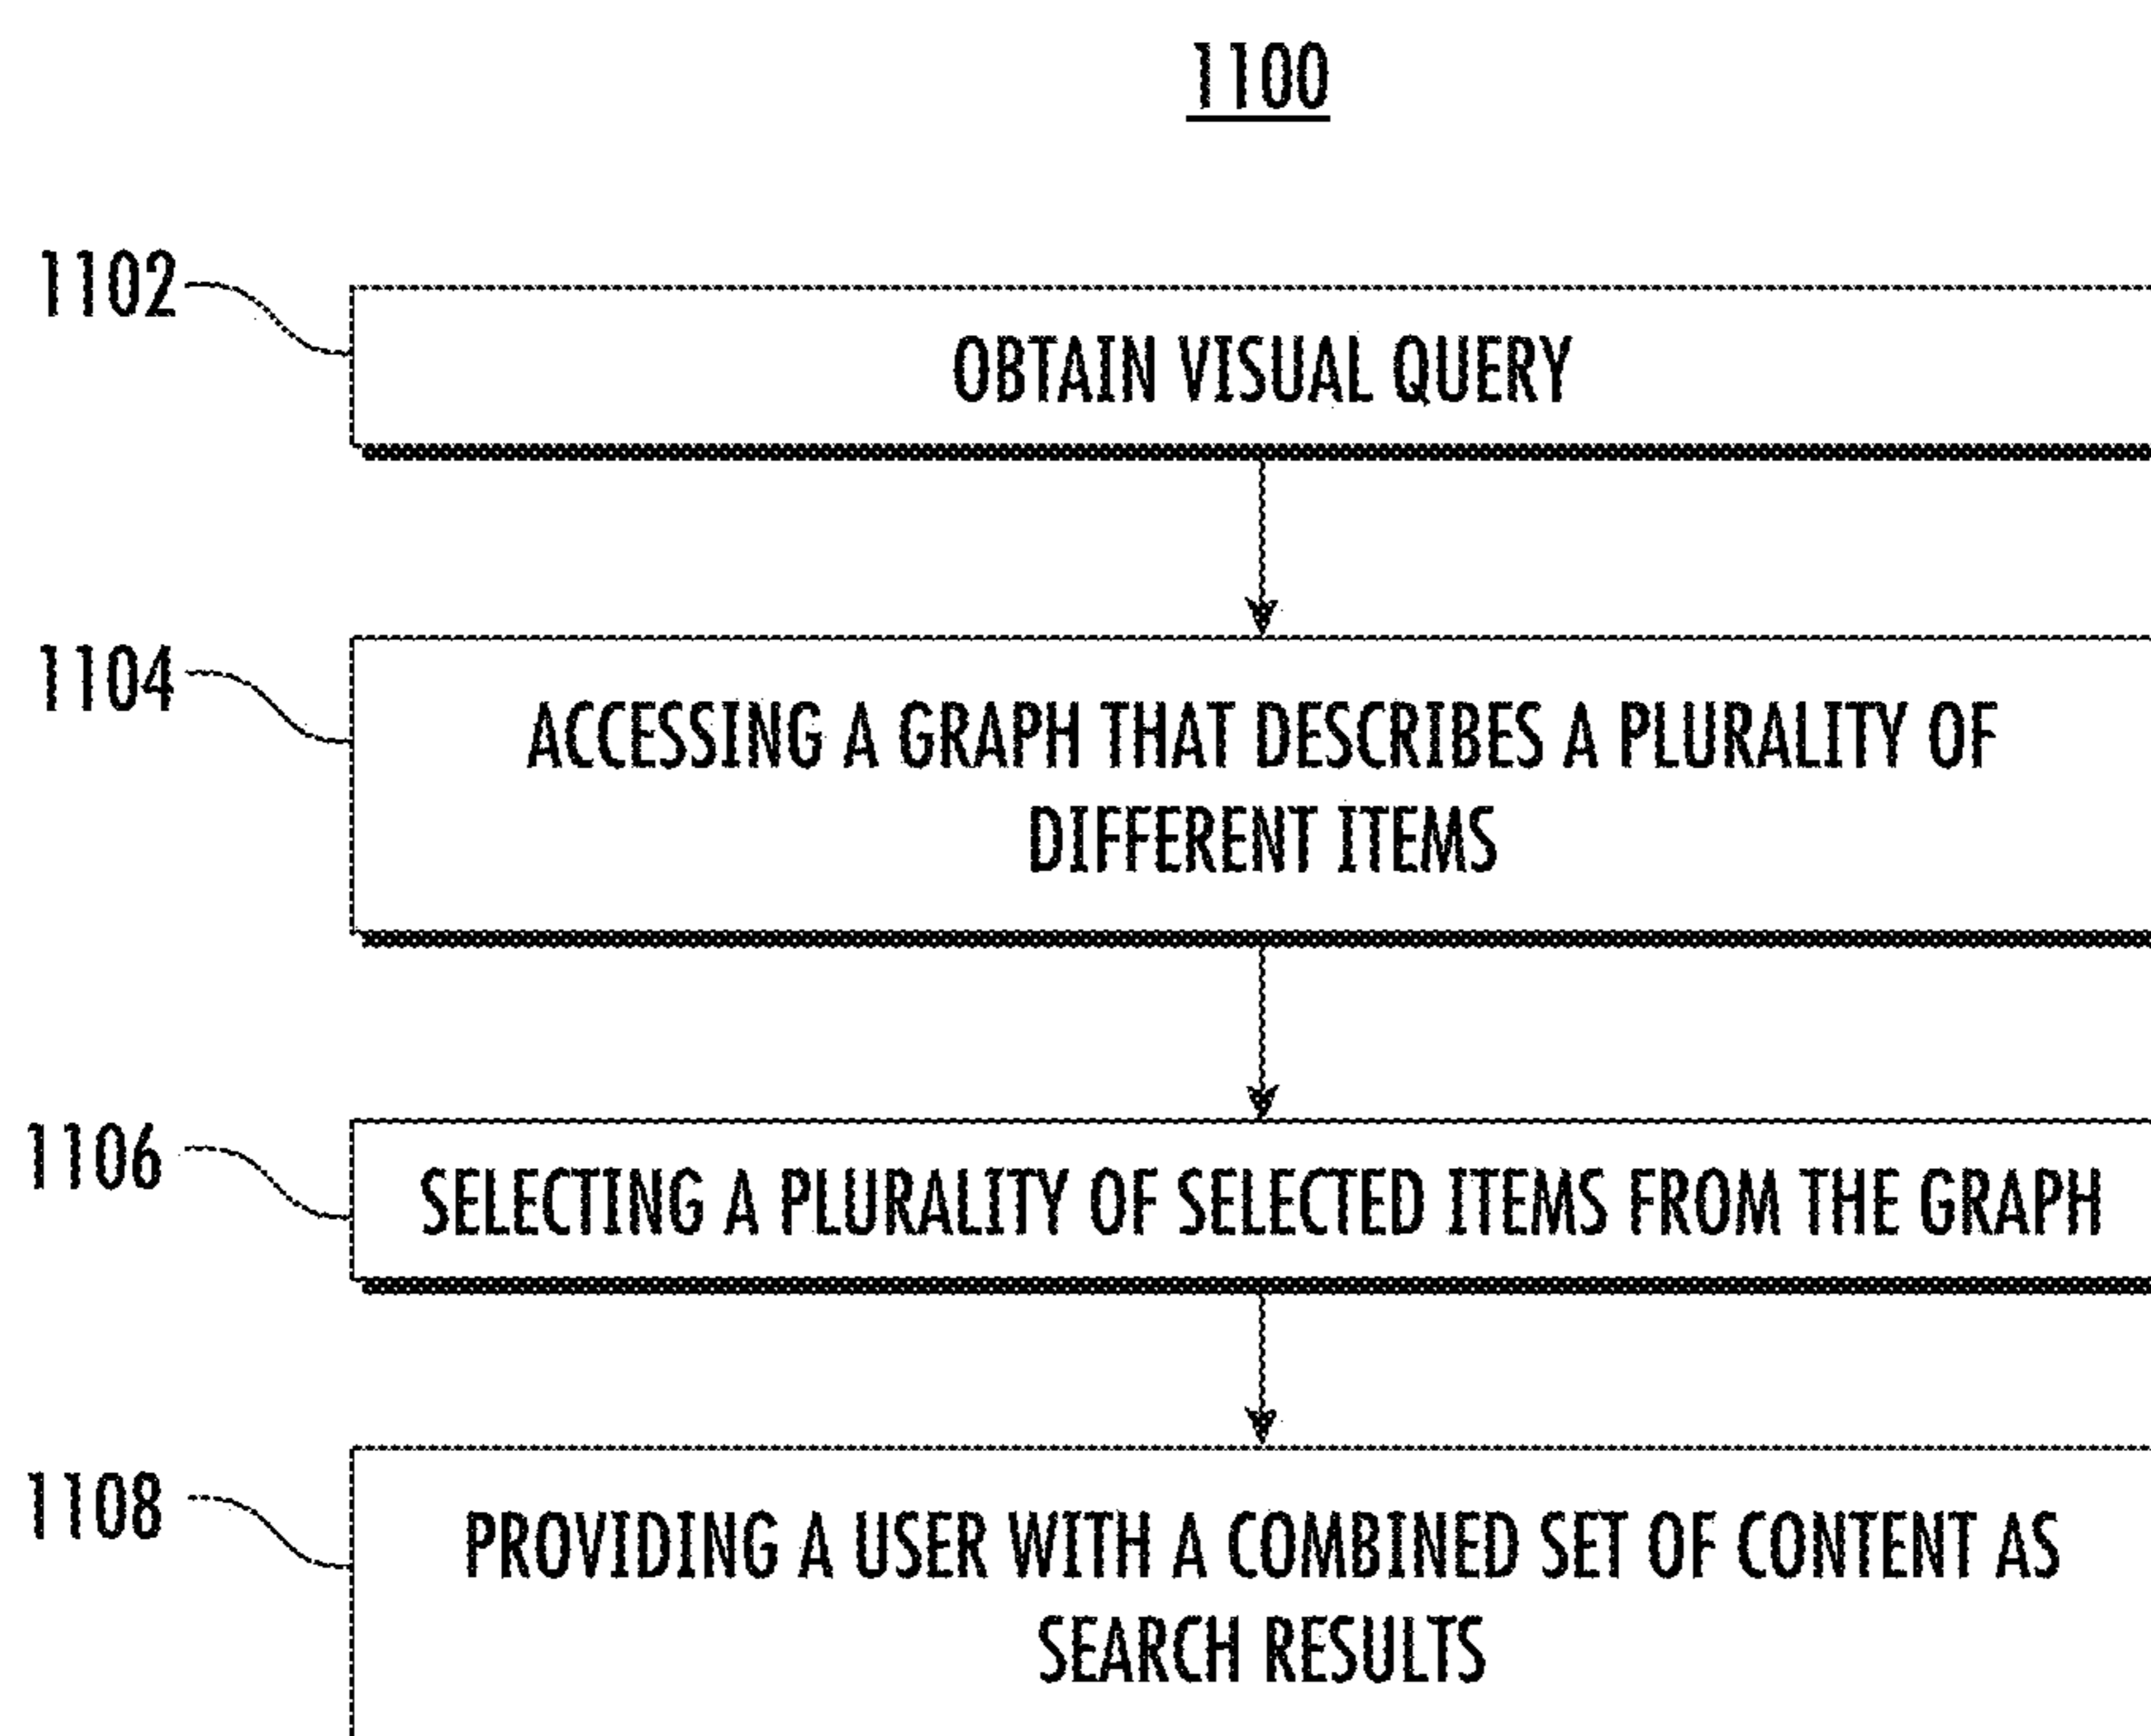 1100
1102
OBTAIN VISUAL QUERY
1104
ACCESSING A GRAPH THAT DESCRIBES A PLURALITY OF
DIFFERENT ITEMS
1106
SELECTING A PLURALITY OF SELECTED ITEMS FROM THE GRAPH
1108
PROVIDING A USER WITH A COMBINED SET OF CONTENT AS
SEARCH RESULTS